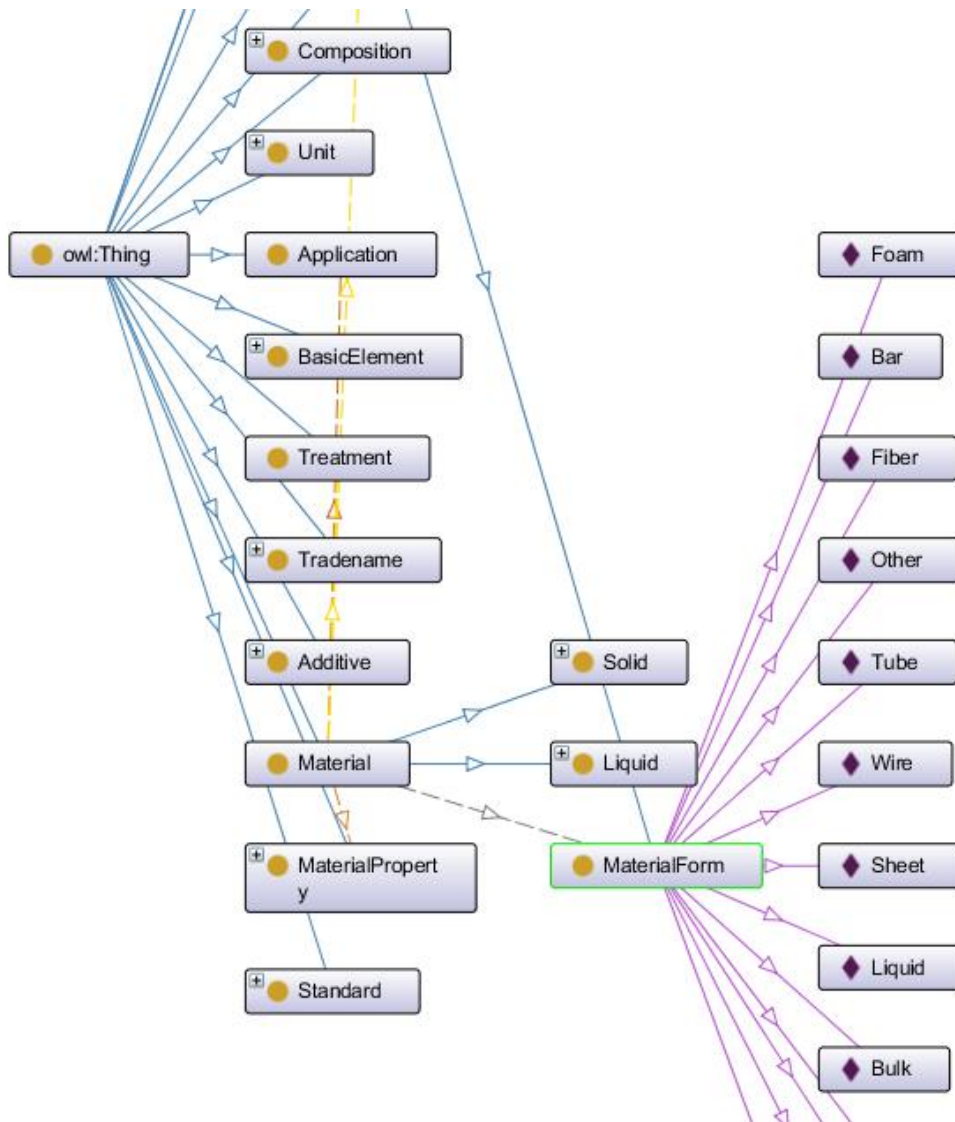 Composition
Unit
owl:Thing
Application
Foam
BasicElement
Bar
Treatment
Fiber
Tradename
Other
Additive
Solid
Tube
Material
Liquid
Wire
MaterialPropert
y
MaterialForm
Sheet
Standard
Liquid
Bulk